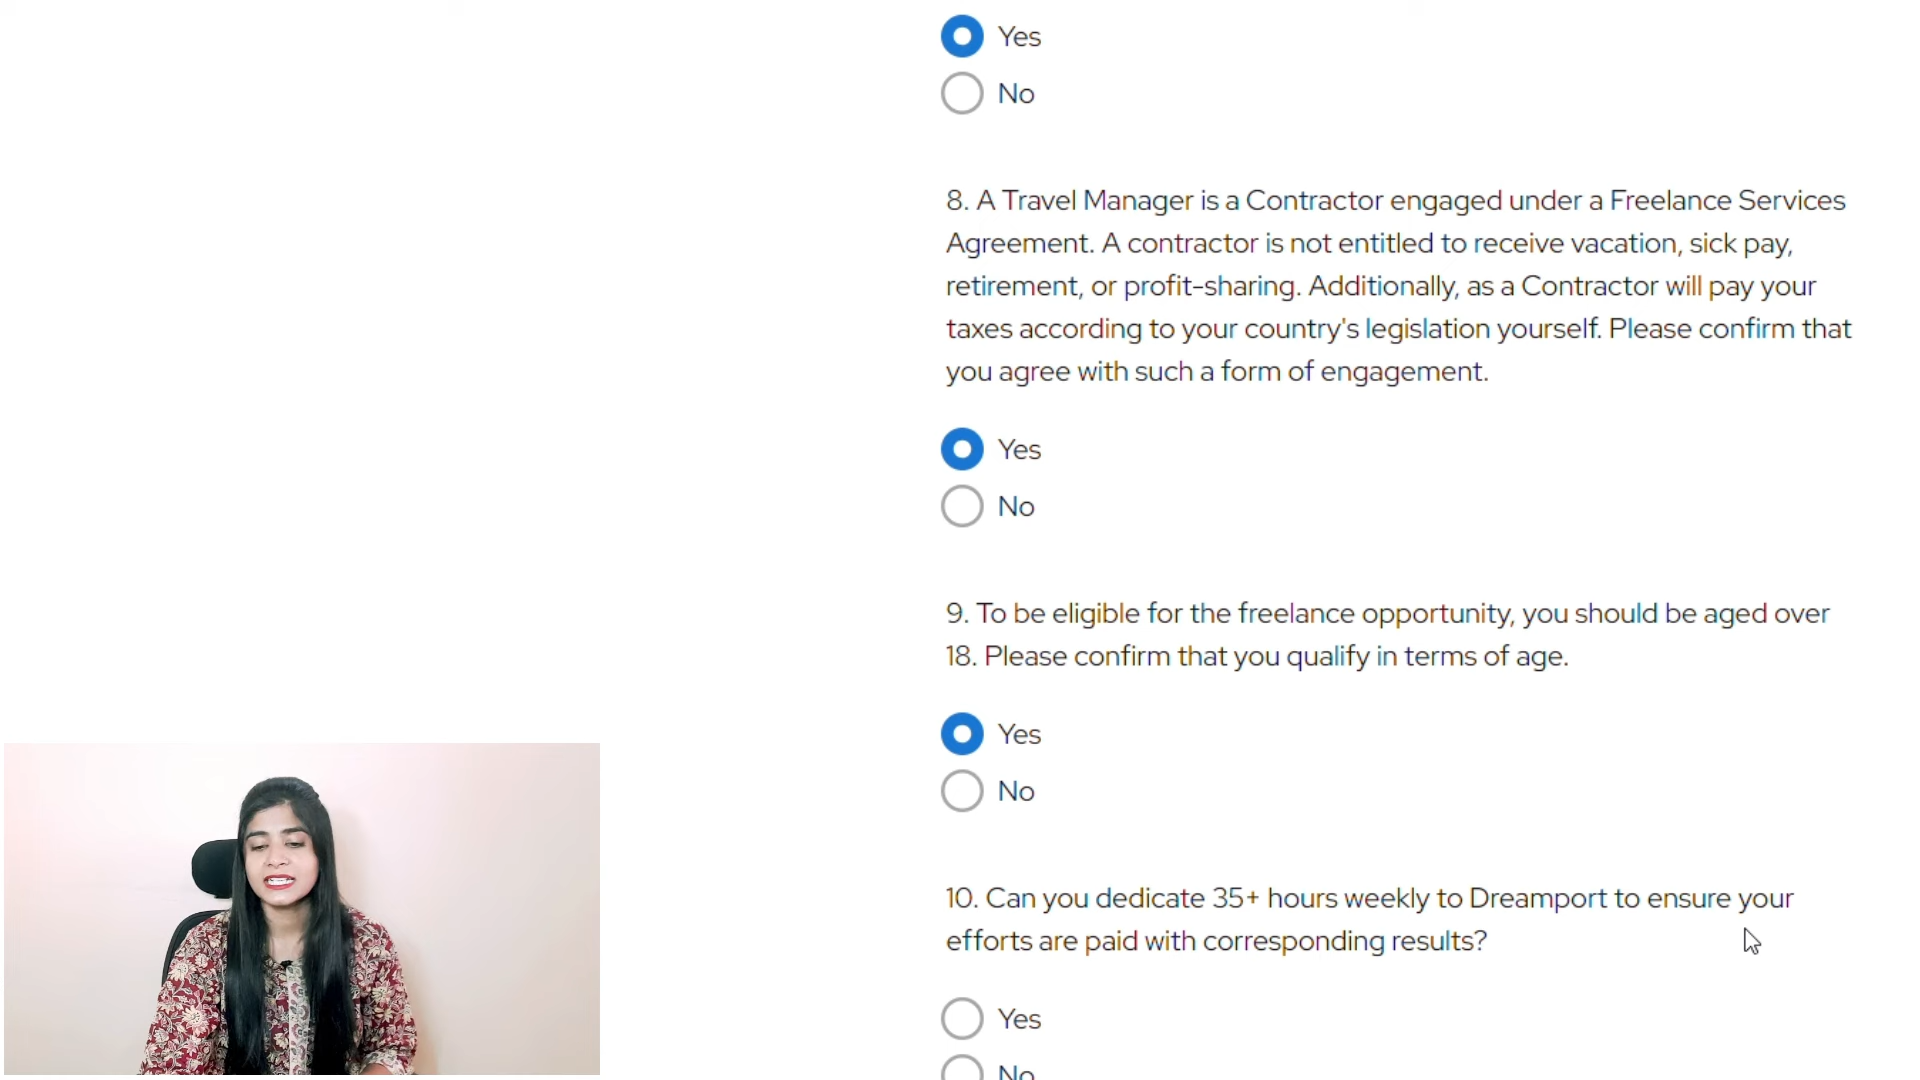 Yes
No
8. A Travel Manager is a Contractor engaged under a Freelance Services
Agreement. A contractor is not entitled to receive vacation, sick pay,
retirement, or profit-sharing. Additionally, as a Contractor will pay your
taxes according to your country's legislation yourself. Please confirm that
you agree with such a form of engagement.
Yes
No
9. To be eligible for the freelance opportunity, you should be aged over
18. Please confirm that you qualify in terms of age.
Yes
No
10. Can you dedicate 35+ hours weekly to Dreamport to ensure your
efforts are paid with corresponding results?
Yes
No